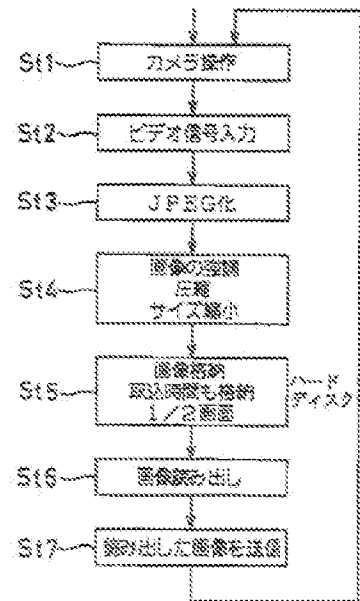 St1 カメラ操作
St2 ビデオ信号入力
St3 JPEG化
St4 画像の空調
圧縮
サイズ縮小
St5 画像格納
取込時間も格納
1/2画面
ハード
ディスク
St6 画像読み出し
St7 読み出した画像を送信